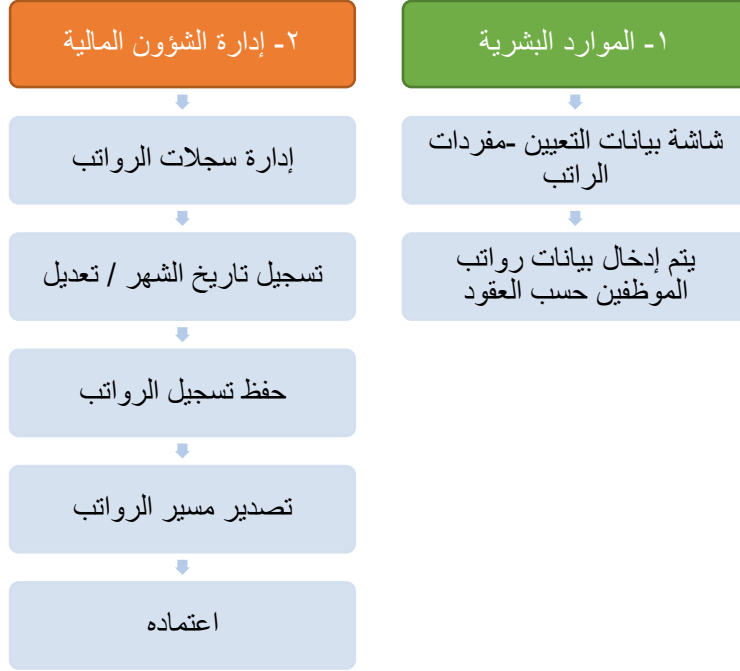 ١- الموارد البشرية
شاشة بيانات التعيين -مفردات
الراتب
يتم إدخال بيانات رواتب
الموظفين حسب العقود
٢- إدارة الشؤون المالية
إدارة سجلات الرواتب
تسجيل تاريخ الشهر / تعديل
حفظ تسجيل الرواتب
تصدير مسير الرواتب
اعتماده